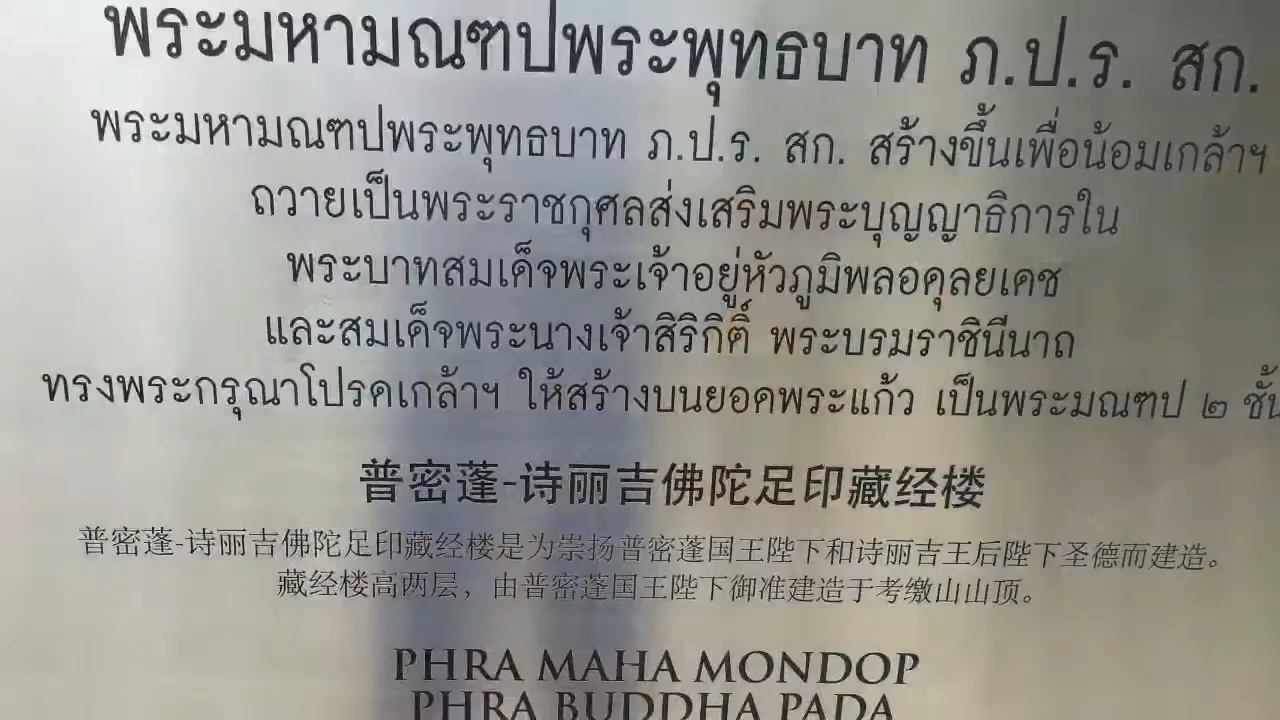 พระมหามณฑปพระพุทธบาท ภ.ป.ร. สก.
พระมหามณฑปพระพุทธบาท ภ.ป.ร. สก. สร้างขึ้นเพื่อน้อมเกล้าฯ
ถวายเป็นพระราชกุศลส่งเสริมพระบุญญาธิการใน
พระบาทสมเด็จพระเจ้าอยู่หัวภูมิพลอดุลยเดช
และสมเด็จพระนางเจ้าสิริกิติ์ พระบรมราชินีนาถ
ทรงพระกรุณาโปรดเกล้าฯ ให้สร้างบนยอดพระแก้ว เป็นพระมณฑป ๒ ชั้น
普密蓬-诗丽吉佛陀足印藏经楼
普密蓬-诗丽吉佛陀足印藏经楼是为崇扬普密蓬国王陛下和诗丽吉王后陛下圣德而建造。
藏经楼高两层，由普密蓬国王陛下御准建造于考缴山山顶。
PHRA MAHA MONDOP
PHRA BUDDHA PADA